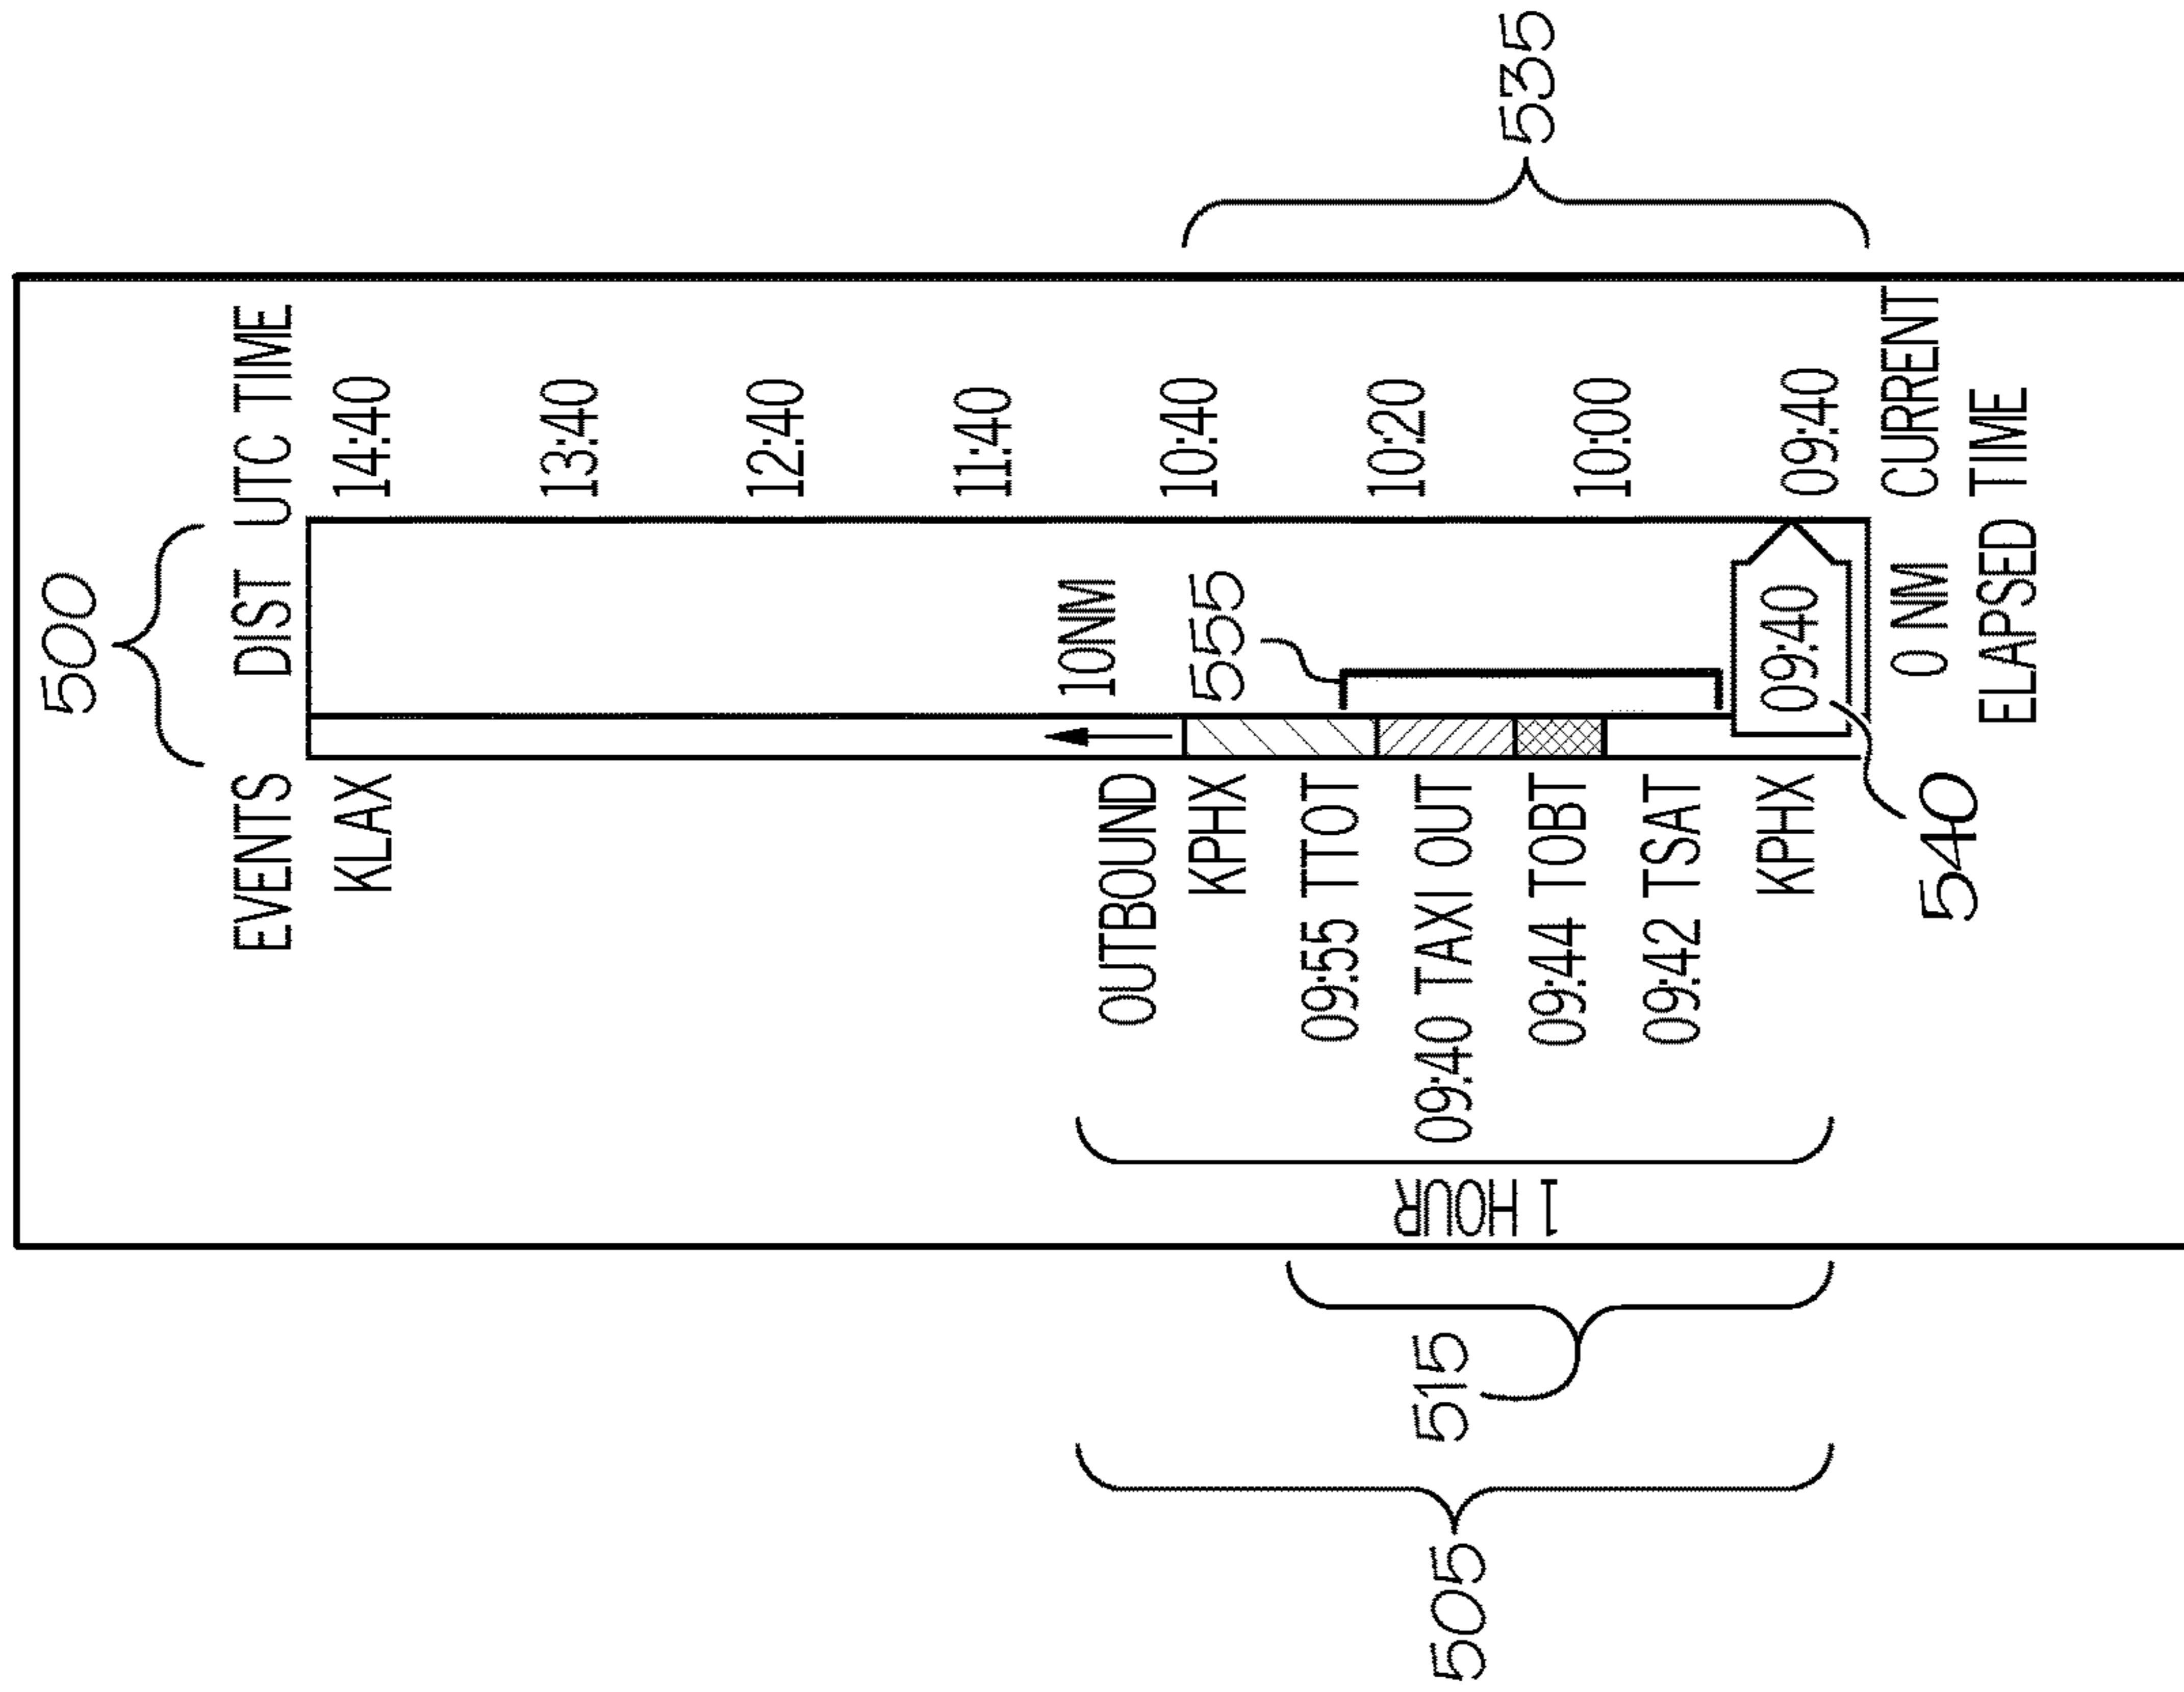 500
EVENTS DIST UTC TIME
KLAX 14:40
13:40
12:40
11:40
10NM
OUTBOUND
KPHX 555 10:40
09:55 TTOT
10:20
09:40 TAXI OUT
09:44 TOBT
10:00
09:42 TSAT
KPHX 09:40 09:40
0 NM CURRENT
ELAPSED TIME
1 HOUR
540
535
515
505